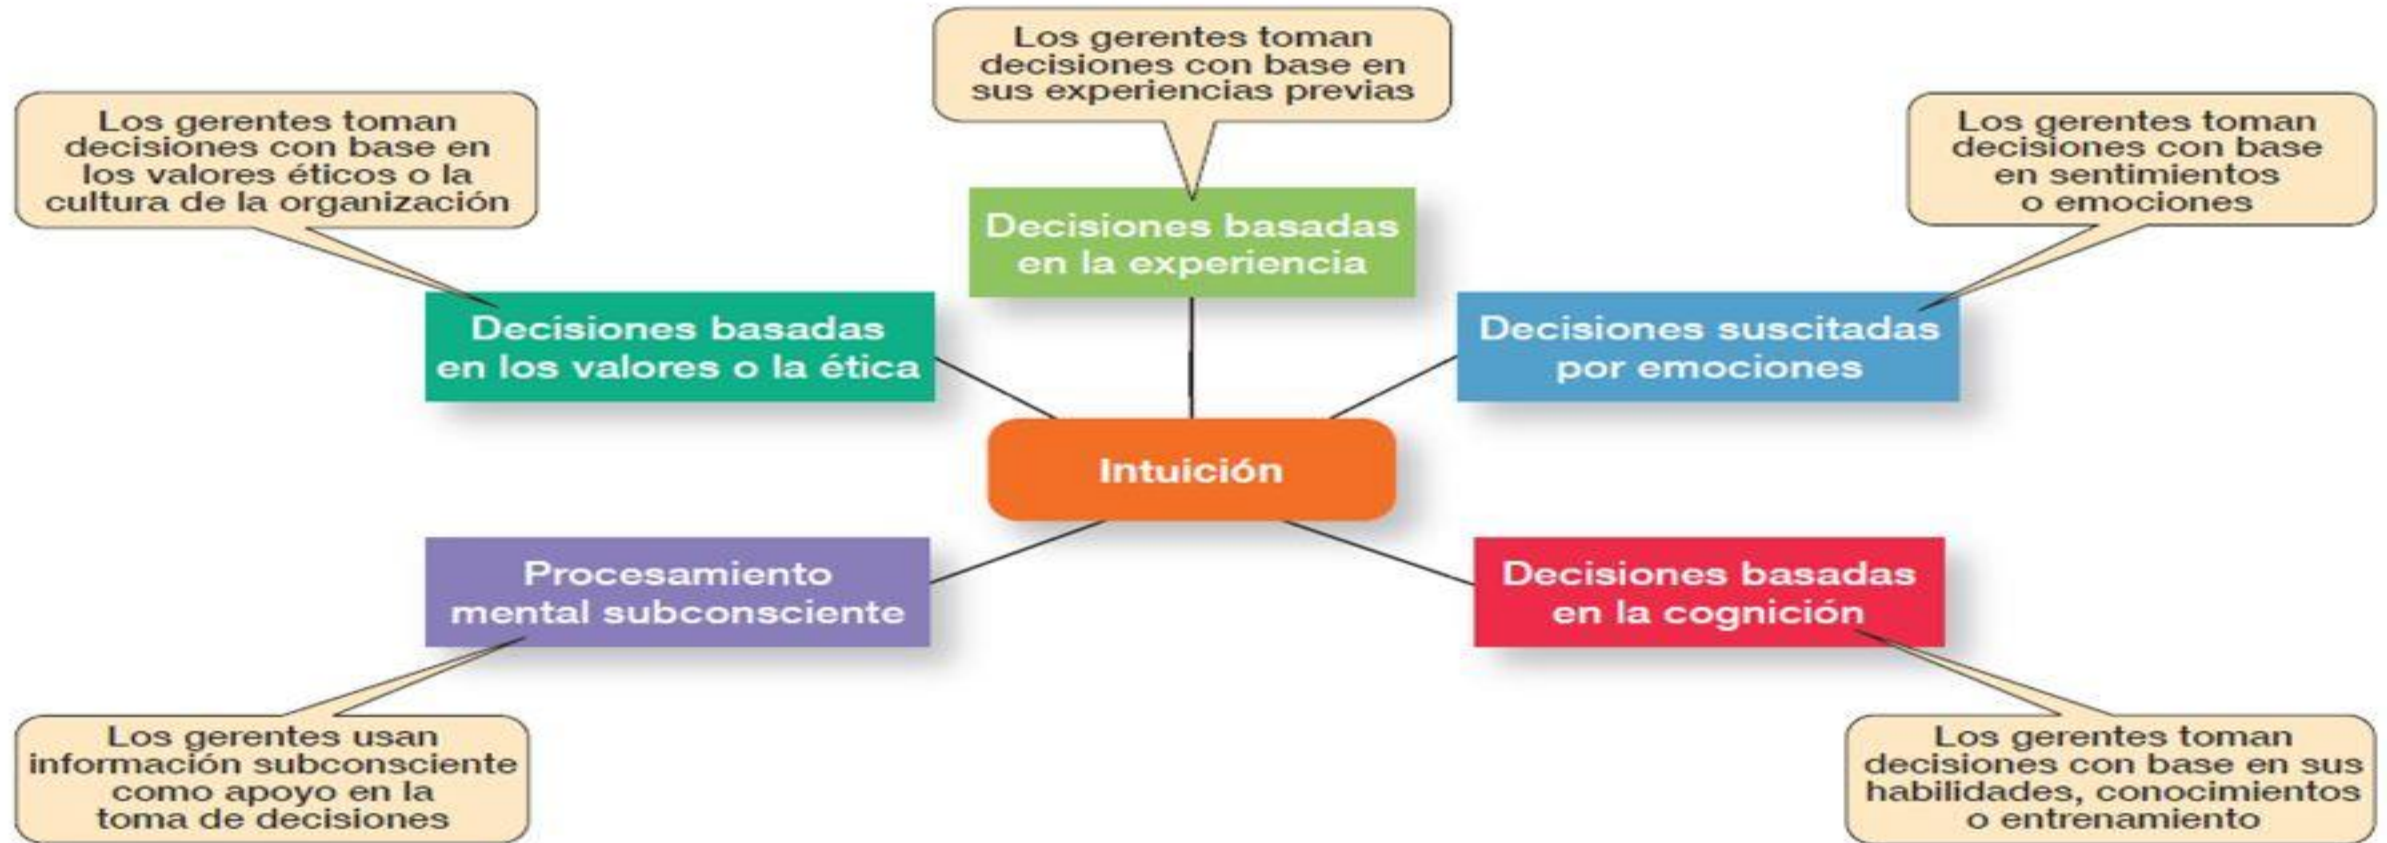 Los gerentes toman
decisiones con base en
sus experiencias previas
Los gerentes toman
decisiones con base en
los valores éticos o la
cultura de la organización
Los gerentes toman
decisiones con base
en sentimientos
o emociones
Decisiones basadas
en la experiencia
Decisiones basadas
en los valores o la ética
Decisiones suscitadas
por emociones
Intuición
Procesamiento
mental subconsciente
Decisiones basadas
en la cognición
Los gerentes usan
información subconsciente
como apoyo en la
toma de decisiones
Los gerentes toman
decisiones con base en sus
habilidades, conocimientos
o entrenamiento